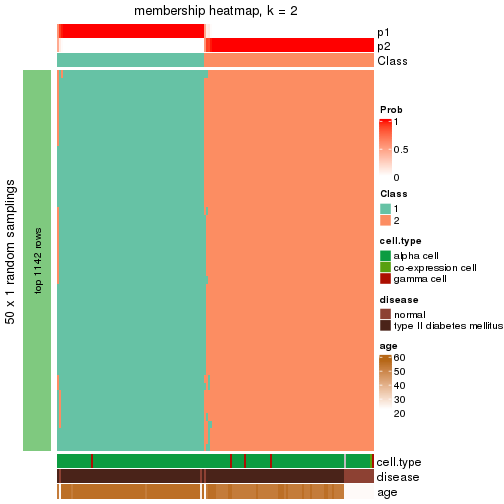 membership heatmap, k = 2
p1
p2
Class
50 x 1 random samplings
top 1142 rows
Prob
1
0.5
0
Class
1
2
cell.type
alpha cell
co-expression cell
gamma cell
disease
normal
type II diabetes mellitus
age
60
50
40
30
20
cell.type
disease
age